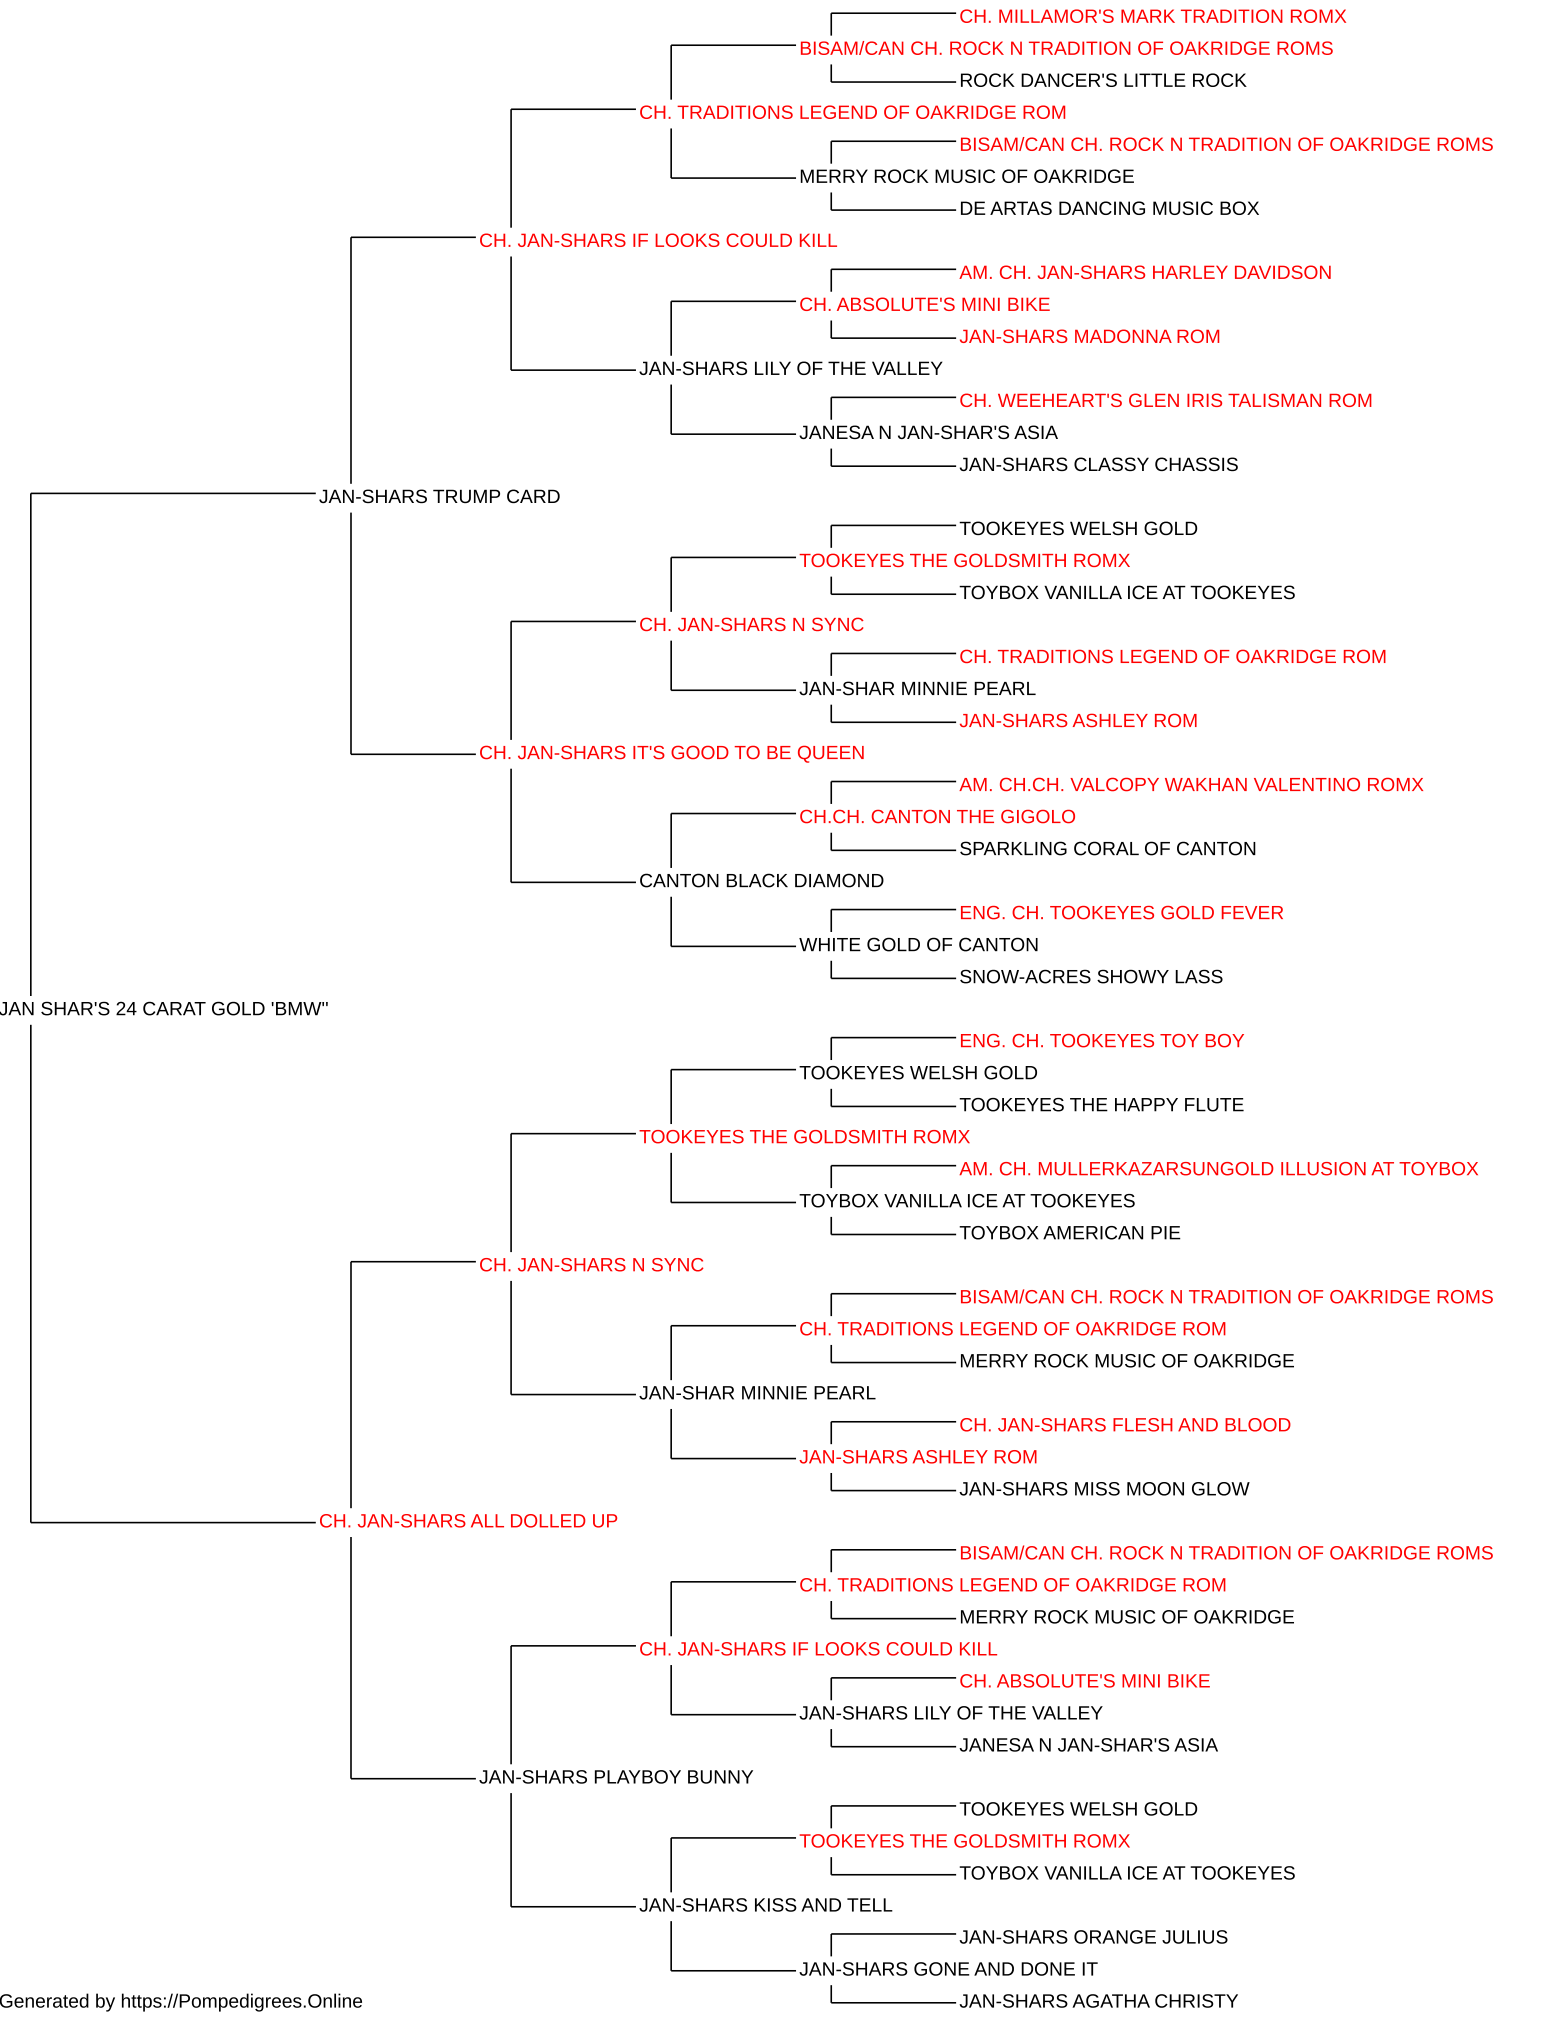 CH. MILLAMOR'S MARK TRADITION ROMX
BISAM/CAN CH. ROCK N TRADITION OF OAKRIDGE ROMS
ROCK DANCER'S LITTLE ROCK
CH. TRADITIONS LEGEND OF OAKRIDGE ROM
BISAM/CAN CH. ROCK N TRADITION OF OAKRIDGE ROMS
MERRY ROCK MUSIC OF OAKRIDGE
DE ARTAS DANCING MUSIC BOX
CH. JAN-SHARS IF LOOKS COULD KILL
AM. CH. JAN-SHARS HARLEY DAVIDSON
CH. ABSOLUTE'S MINI BIKE
JAN-SHARS MADONNA ROM
JAN-SHARS LILY OF THE VALLEY
CH. WEEHEART'S GLEN IRIS TALISMAN ROM
JANESA N JAN-SHAR'S ASIA
JAN-SHARS CLASSY CHASSIS
JAN-SHARS TRUMP CARD
TOOKEYES WELSH GOLD
TOOKEYES THE GOLDSMITH ROMX
TOYBOX VANILLA ICE AT TOOKEYES
CH. JAN-SHARS N SYNC
CH. TRADITIONS LEGEND OF OAKRIDGE ROM
JAN-SHAR MINNIE PEARL
JAN-SHARS ASHLEY ROM
CH. JAN-SHARS IT'S GOOD TO BE QUEEN
AM. CH.CH. VALCOPY WAKHAN VALENTINO ROMX
CH.CH. CANTON THE GIGOLO
SPARKLING CORAL OF CANTON
CANTON BLACK DIAMOND
ENG. CH. TOOKEYES GOLD FEVER
WHITE GOLD OF CANTON
SNOW-ACRES SHOWY LASS
JAN SHAR'S 24 CARAT GOLD 'BMW"
ENG. CH. TOOKEYES TOY BOY
TOOKEYES WELSH GOLD
TOOKEYES THE HAPPY FLUTE
TOOKEYES THE GOLDSMITH ROMX
AM. CH. MULLERKAZARSUNGOLD ILLUSION AT TOYBOX
TOYBOX VANILLA ICE AT TOOKEYES
TOYBOX AMERICAN PIE
CH. JAN-SHARS N SYNC
BISAM/CAN CH. ROCK N TRADITION OF OAKRIDGE ROMS
CH. TRADITIONS LEGEND OF OAKRIDGE ROM
MERRY ROCK MUSIC OF OAKRIDGE
JAN-SHAR MINNIE PEARL
CH. JAN-SHARS FLESH AND BLOOD
JAN-SHARS ASHLEY ROM
JAN-SHARS MISS MOON GLOW
CH. JAN-SHARS ALL DOLLED UP
BISAM/CAN CH. ROCK N TRADITION OF OAKRIDGE ROMS
CH. TRADITIONS LEGEND OF OAKRIDGE ROM
MERRY ROCK MUSIC OF OAKRIDGE
CH. JAN-SHARS IF LOOKS COULD KILL
CH. ABSOLUTE'S MINI BIKE
JAN-SHARS LILY OF THE VALLEY
JANESA N JAN-SHAR'S ASIA
JAN-SHARS PLAYBOY BUNNY
TOOKEYES WELSH GOLD
TOOKEYES THE GOLDSMITH ROMX
TOYBOX VANILLA ICE AT TOOKEYES
JAN-SHARS KISS AND TELL
JAN-SHARS ORANGE JULIUS
JAN-SHARS GONE AND DONE IT
JAN-SHARS AGATHA CHRISTY
Generated by https://Pompedigrees.Online